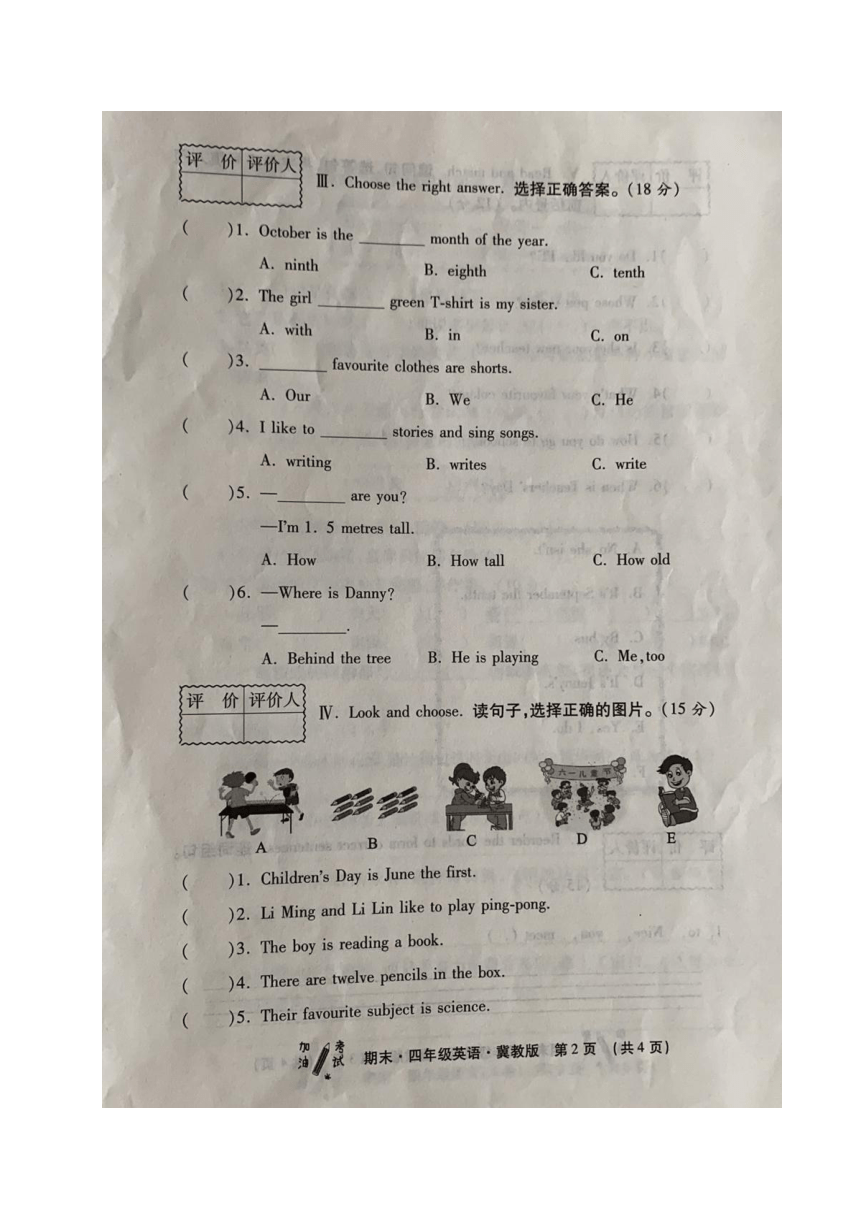 评 价 评价人
Ⅲ. Choose the right answer. 选择正确答案。(18 分)
( )1. October is the ________ month of the year.
A. ninth B. eighth C. tenth
( )2. The girl ________ green T-shirt is my sister.
A. with B. in C. on
( )3. ________ favourite clothes are shorts.
A. Our B. We C. He
( )4. I like to ________ stories and sing songs.
A. writing B. writes C. write
( )5. —________ are you?
—I'm 1. 5 metres tall.
A. How B. How tall C. How old
( )6. —Where is Danny?
—________.
A. Behind the tree B. He is playing C. Me,too
评 价 评价人
Ⅳ. Look and choose. 读句子,选择正确的图片。(15 分)
六一儿童节
A B C D E
( )1. Children's Day is June the first.
( )2. Li Ming and Li Lin like to play ping-pong.
( )3. The boy is reading a book.
( )4. There are twelve pencils in the box.
( )5. Their favourite subject is science.
加油 考试 期末·四年级英语·冀教版 第2页 (共4页)